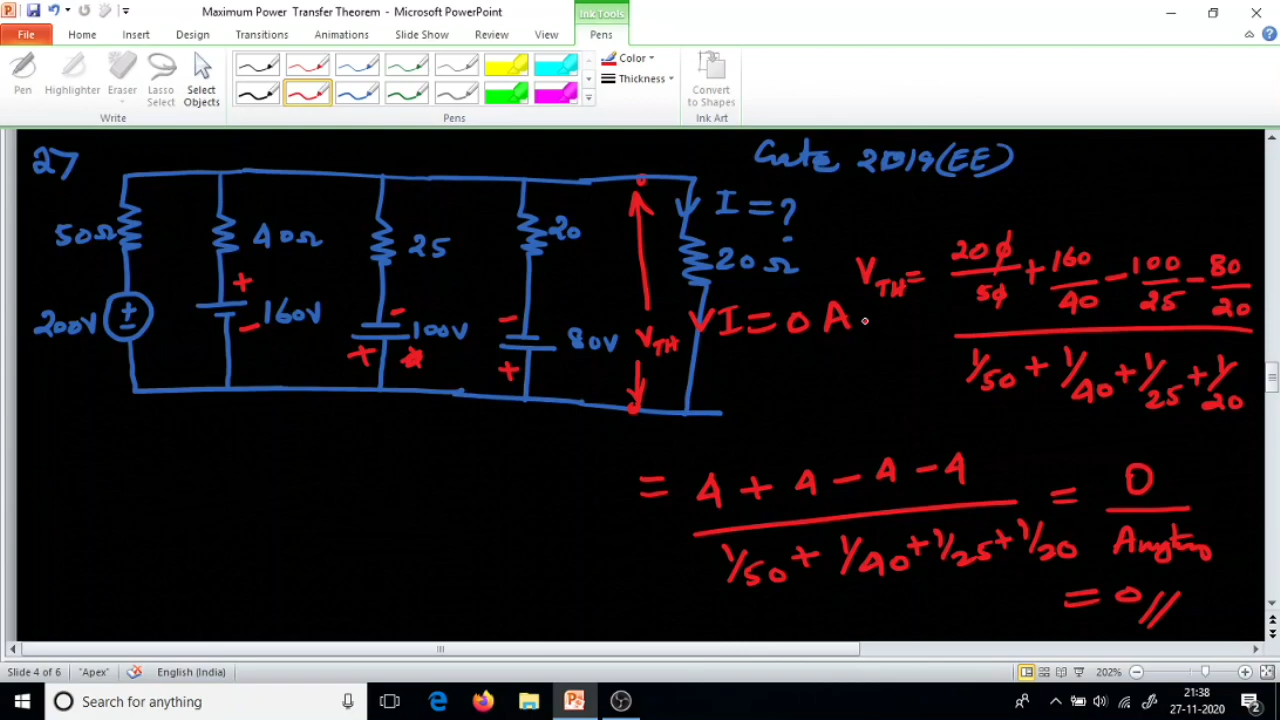 Maximum Power Transfer Theorem - Microsoft PowerPoint
Ink Tools
File Home Insert Design Transitions Animations Slide Show Review View Pens
Pen Highlighter Eraser Lasso Select Select Objects
Color
Thickness
Convert to Shapes
Write Pens Ink Art
27
Gate 2019(EE)
I = ?
50Ω
40Ω
25
20
20Ω
200V
+
-
160V
-
+
100V
-
+
80V
VTH
I = 0 A
VTH = 200/50 + 160/40 - 100/25 - 80/20
1/50 + 1/40 + 1/25 + 1/20
= 4 + 4 - 4 - 4 = 0
1/50 + 1/40 + 1/25 + 1/20 Anything
= 0//
Slide 4 of 6 "Apex" English (India) 202%
Search for anything
21:38
27-11-2020
2